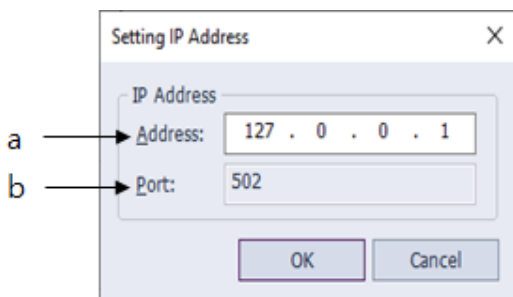 Setting IP Address
IP Address
a Address: 127 . 0 . 0 . 1
b Port: 502
OK Cancel